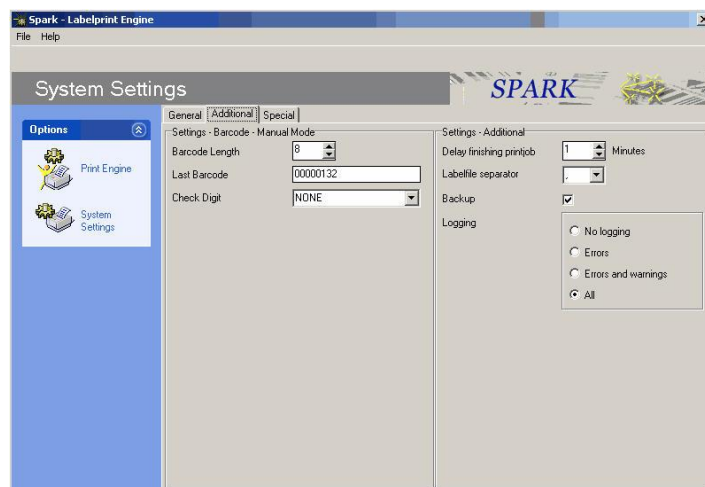 Spark - Labelprint Engine
File Help
System Settings
SPARK
General Additional Special
Options
Print Engine
System
Settings
Settings - Barcode - Manual Mode
Barcode Length 8
Last Barcode 00000132
Check Digit NONE
Settings - Additional
Delay finishing printjob 1 Minutes
Labelfile separator ,
Backup
Logging
No logging
Errors
Errors and warnings
All